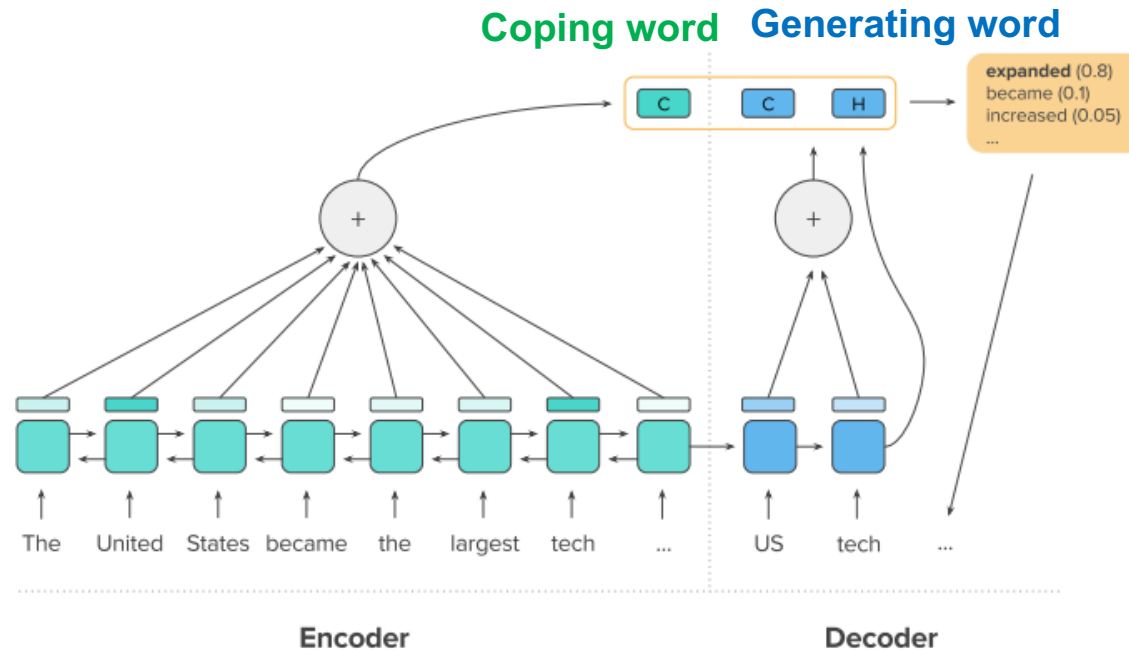 Coping word Generating word
C C H
expanded (0.8)
became (0.1)
increased (0.05)
...
+ +
The United States became the largest tech ... US tech ...
Encoder Decoder